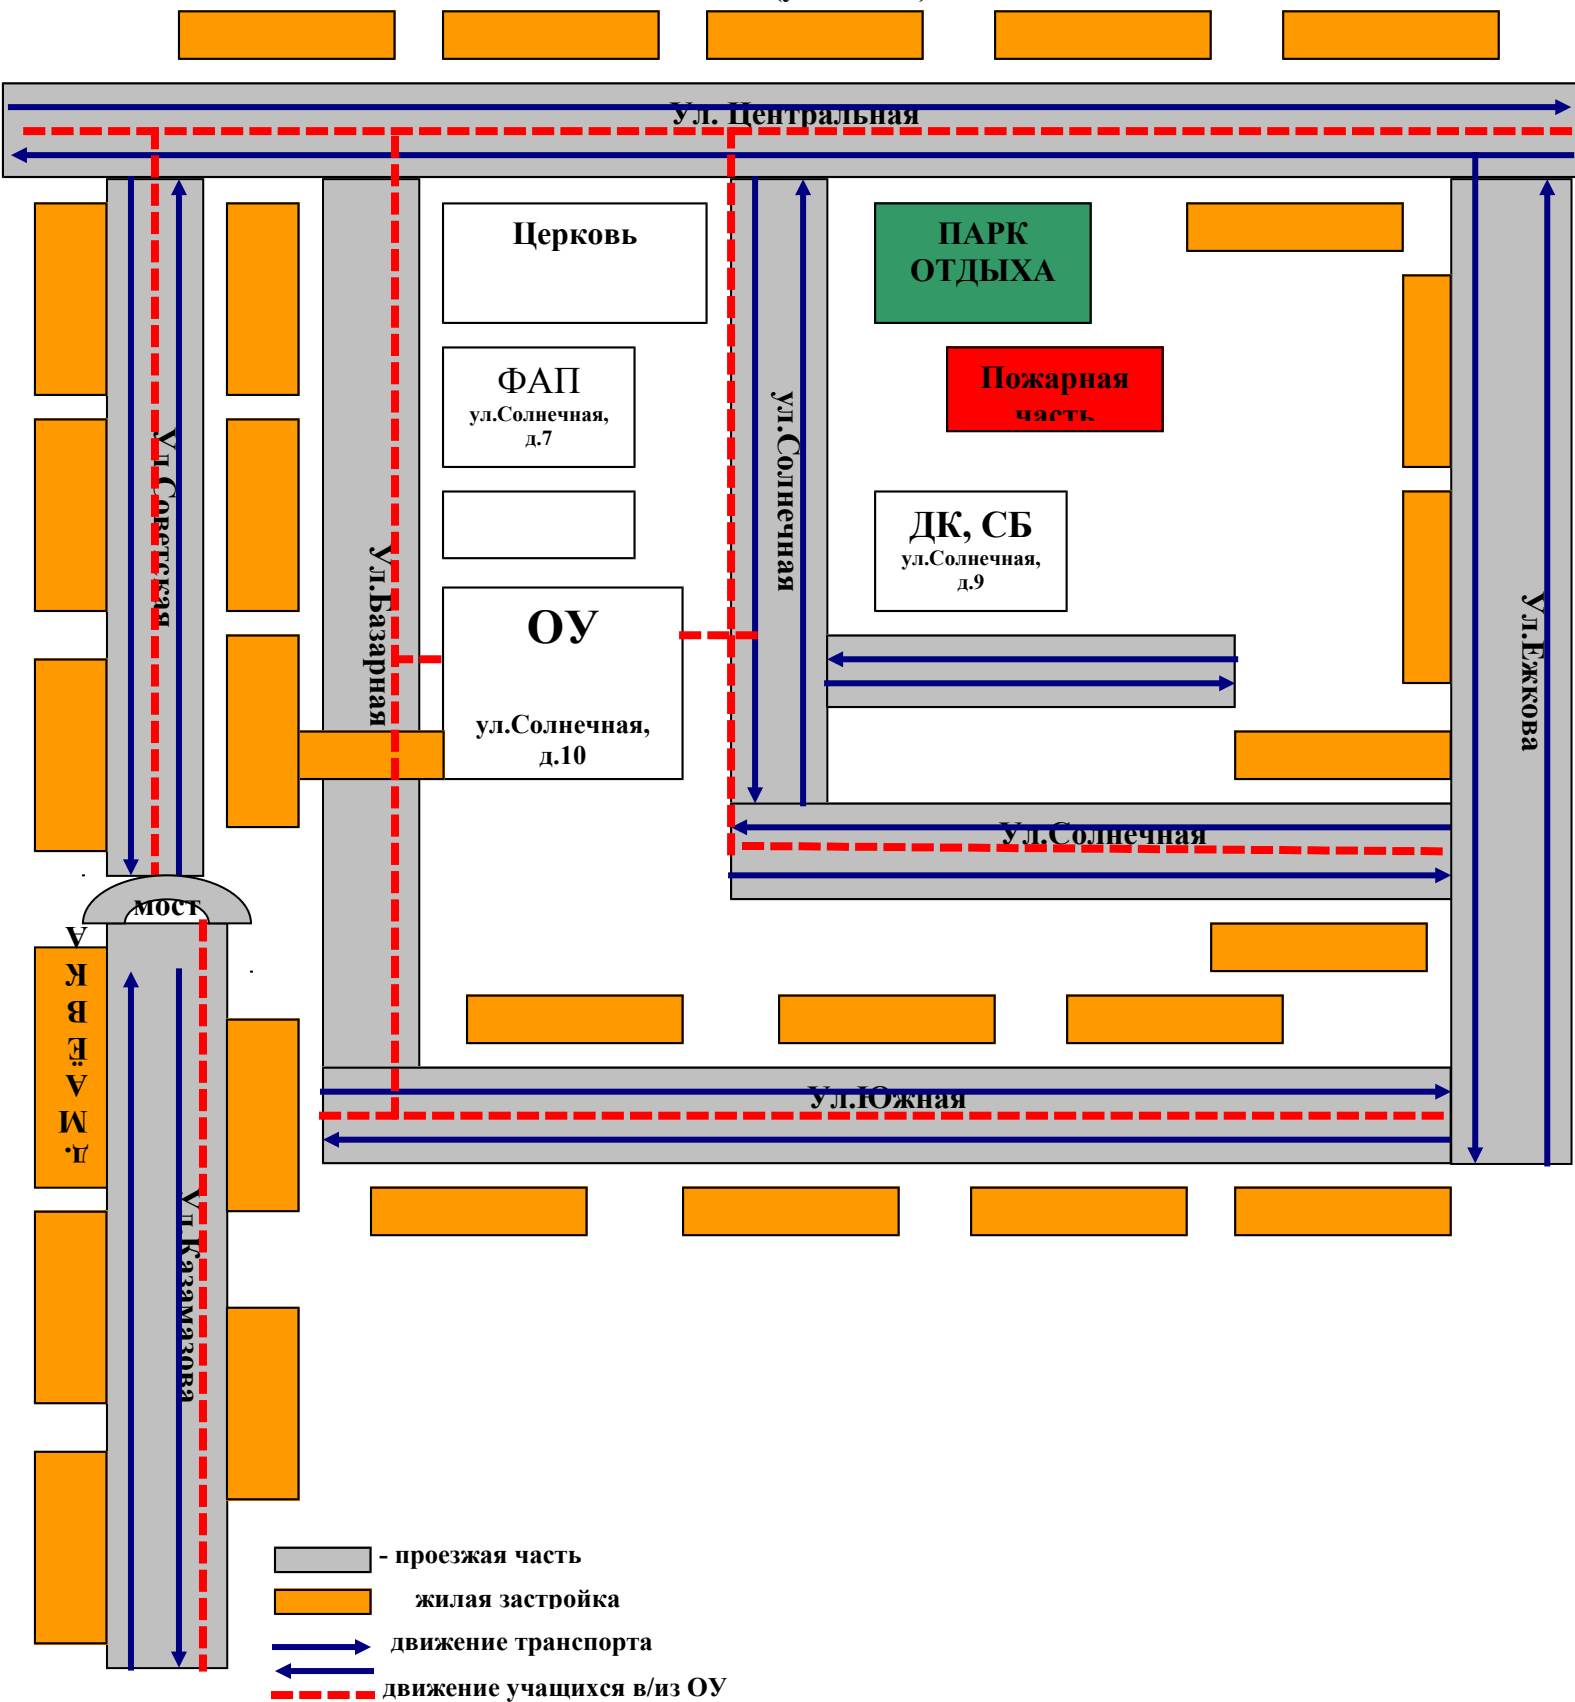 Ул. Центральная
Церковь
ПАРК
ОТДЫХА
ФАП
ул.Солнечная,
д.7
Пожарная
часть
ул.Солнечная
Ул.Советская
ДК, СБ
ул.Солнечная,
д.9
Ул.Базарная
ОУ
ул.Солнечная,
д.10
Ул.Ежкова
Ул.Солнечная
мост
д. МАЁВКА
Ул.Южная
Ул.Казамазова
- проезжая часть
жилая застройка
движение транспорта
движение учащихся в/из ОУ